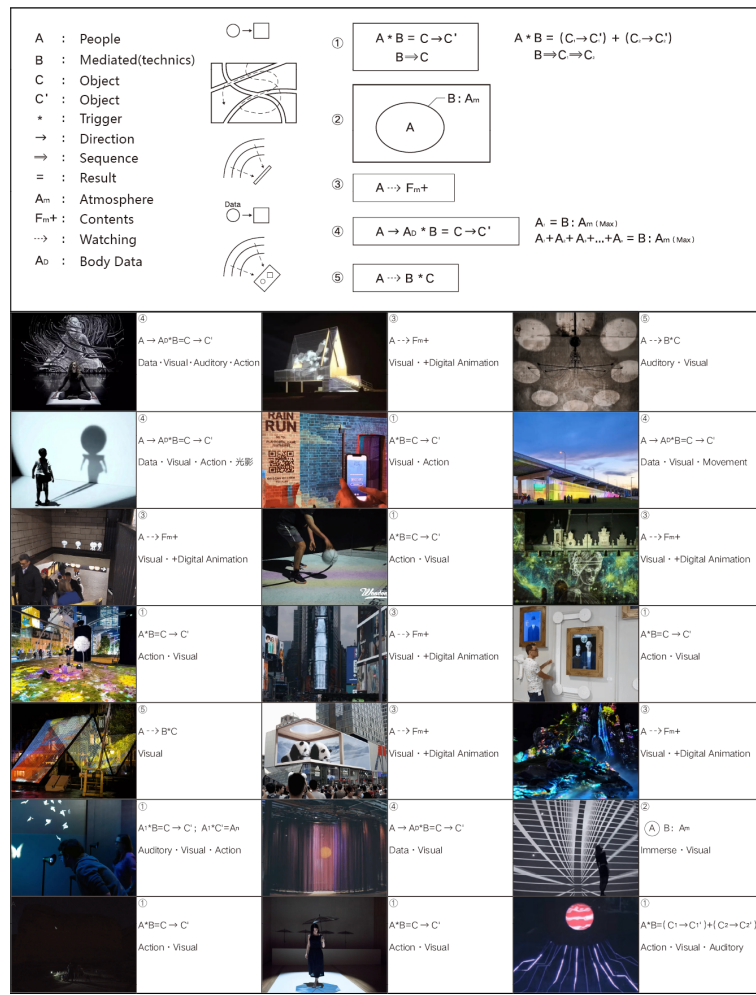 A : People
B : Mediated(technics)
C : Object
C' : Object
* : Trigger
→ : Direction
⇒ : Sequence
= : Result
Am : Atmosphere
Fm+ : Contents
⇢ : Watching
AD : Body Data
Data
① A * B = C → C'
B ⇒ C
A * B = (C₁→C₁') + (C₂→C₂')
B⇒C₁⇒C₂
②
B : Am
A
③ A ⇢ Fm+
④ A → AD * B = C → C'
= B : Am (Max)
= B : Am (Max)
⑤ A ⇢ B * C
④
A → AD*B=C → C'
Data・Visual・Auditory・Action
③
A ⇢ Fm+
Visual・+Digital Animation
⑤
A ⇢ B*C
Auditory・Visual
④
A → AD*B=C → C'
Data・Visual・Action・光影
RAIN
RUN
①
A*B=C → C'
Visual・Action
④
A → AD*B=C → C'
Data・Visual・Movement
③
A ⇢ Fm+
Visual・+Digital Animation
①
A*B=C → C'
Action・Visual
③
A ⇢ Fm+
Visual・+Digital Animation
①
A*B=C → C'
Action・Visual
③
A ⇢ Fm+
Visual・+Digital Animation
①
A*B=C → C'
Action・Visual
⑤
A ⇢ B*C
Visual
③
A ⇢ Fm+
Visual・+Digital Animation
③
A ⇢ Fm+
Visual・+Digital Animation
①
A¹*B=C → C' ; A¹*C'=Aⁿ
Auditory・Visual・Action
④
A → AD*B=C → C'
Data・Visual
②
A B: Am
Immerse・Visual
①
A*B=C → C'
Action・Visual
①
A*B=C → C'
Action・Visual
①
A*B=( C1→C1' )+( C2→C2' )
Action・Visual・Auditory